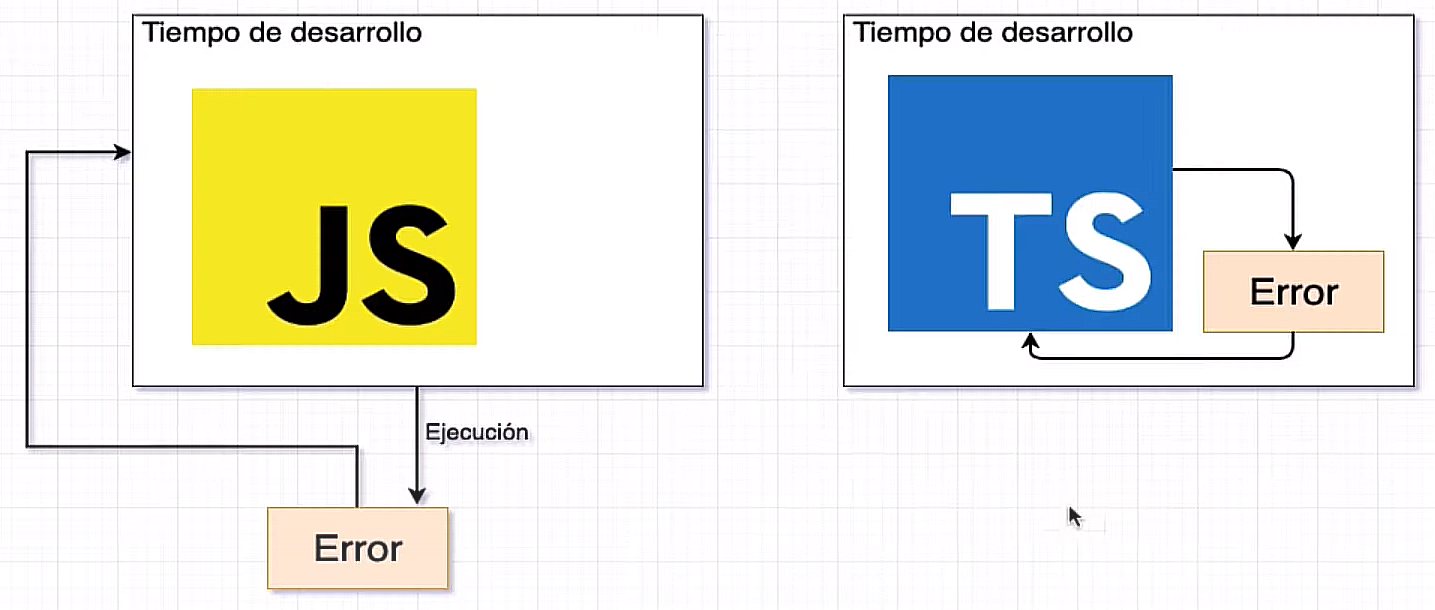 Tiempo de desarrollo
JS
Ejecución
Error
Tiempo de desarrollo
TS
Error